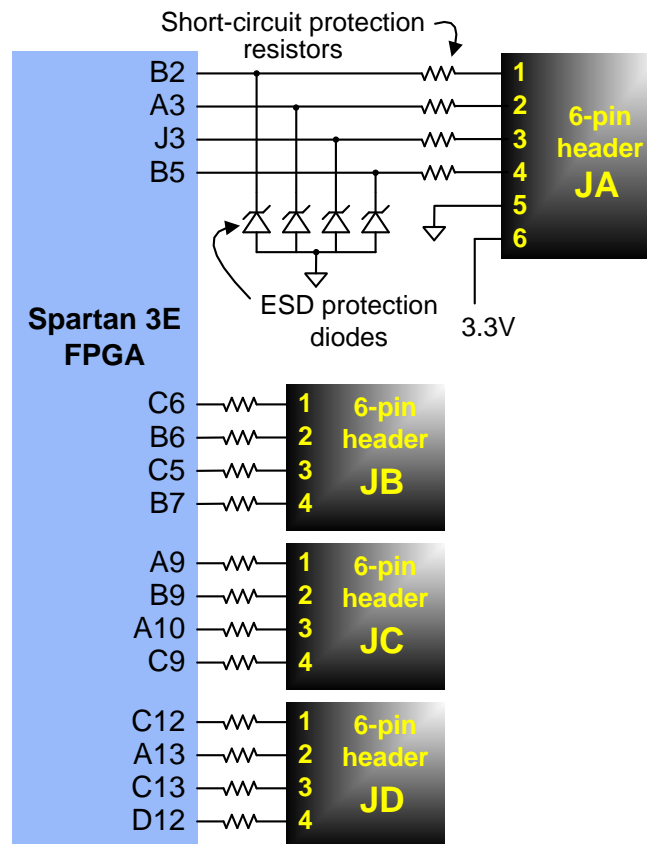 Short-circuit protection
resistors
B2
A3
J3
B5
1
2
3
4
5
6
6-pin
header
JA
ESD protection
diodes
3.3V
Spartan 3E
FPGA
C6
B6
C5
B7
1
2
3
4
6-pin
header
JB
A9
B9
A10
C9
1
2
3
4
6-pin
header
JC
C12
A13
C13
D12
1
2
3
4
6-pin
header
JD